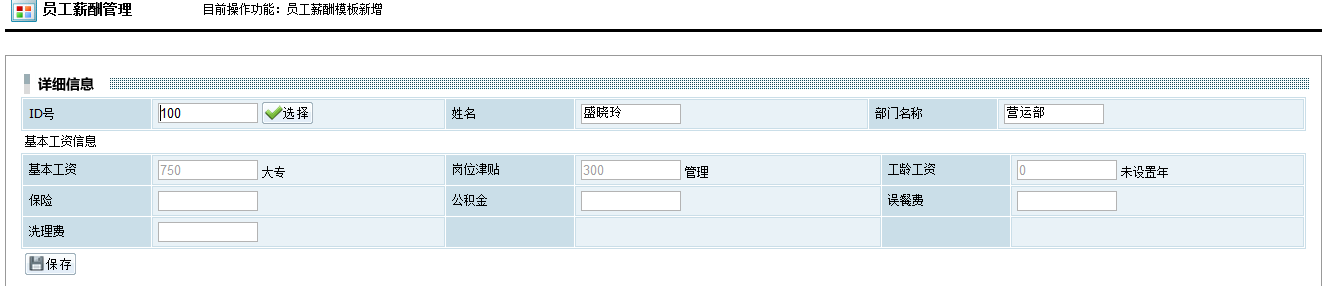 员工薪酬管理 目前操作功能：员工薪酬模板新增
详细信息
ID号 100 选择 姓名 盛晓玲 部门名称 营运部
基本工资信息
基本工资 750 大专 岗位津贴 300 管理 工龄工资 0 未设置年
保险 公积金 误餐费
洗理费
保存